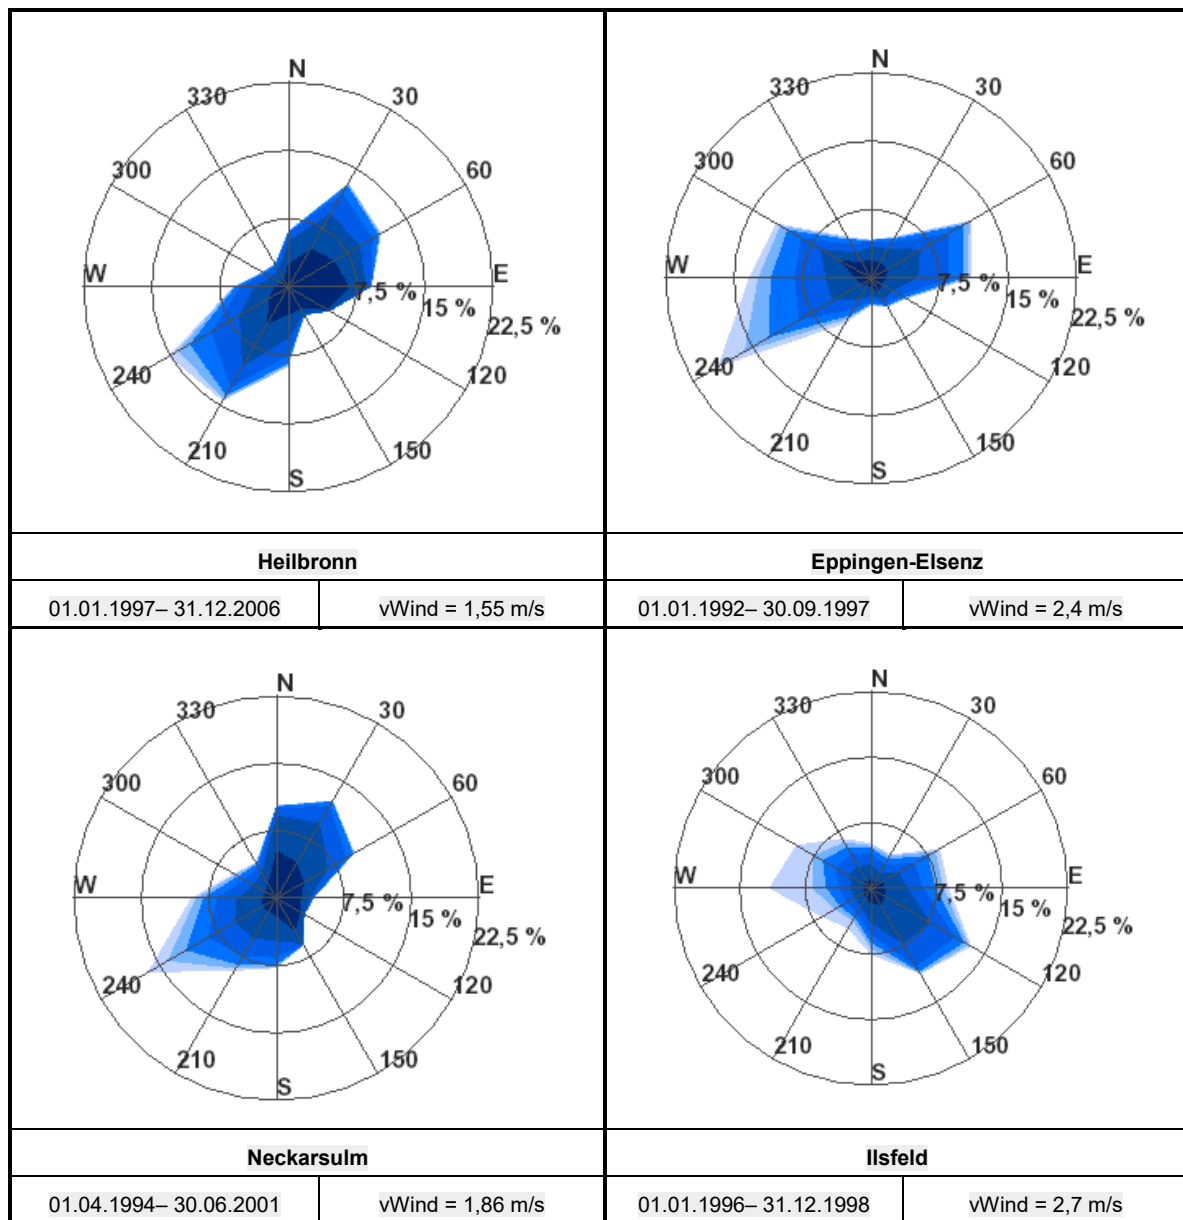 N
330 30
300 60
W E
7,5 %
15 %
22,5 %
240 120
210 150
S
N
330 30
300 60
W E
7,5 %
15 %
22,5 %
240 120
210 150
S
Heilbronn Eppingen-Elsenz
01.01.1997– 31.12.2006 vWind = 1,55 m/s 01.01.1992– 30.09.1997 vWind = 2,4 m/s
N
330 30
300 60
W E
7,5 %
15 %
22,5 %
240 120
210 150
S
N
330 30
300 60
W E
7,5 %
15 %
22,5 %
240 120
210 150
S
Neckarsulm Ilsfeld
01.04.1994– 30.06.2001 vWind = 1,86 m/s 01.01.1996– 31.12.1998 vWind = 2,7 m/s